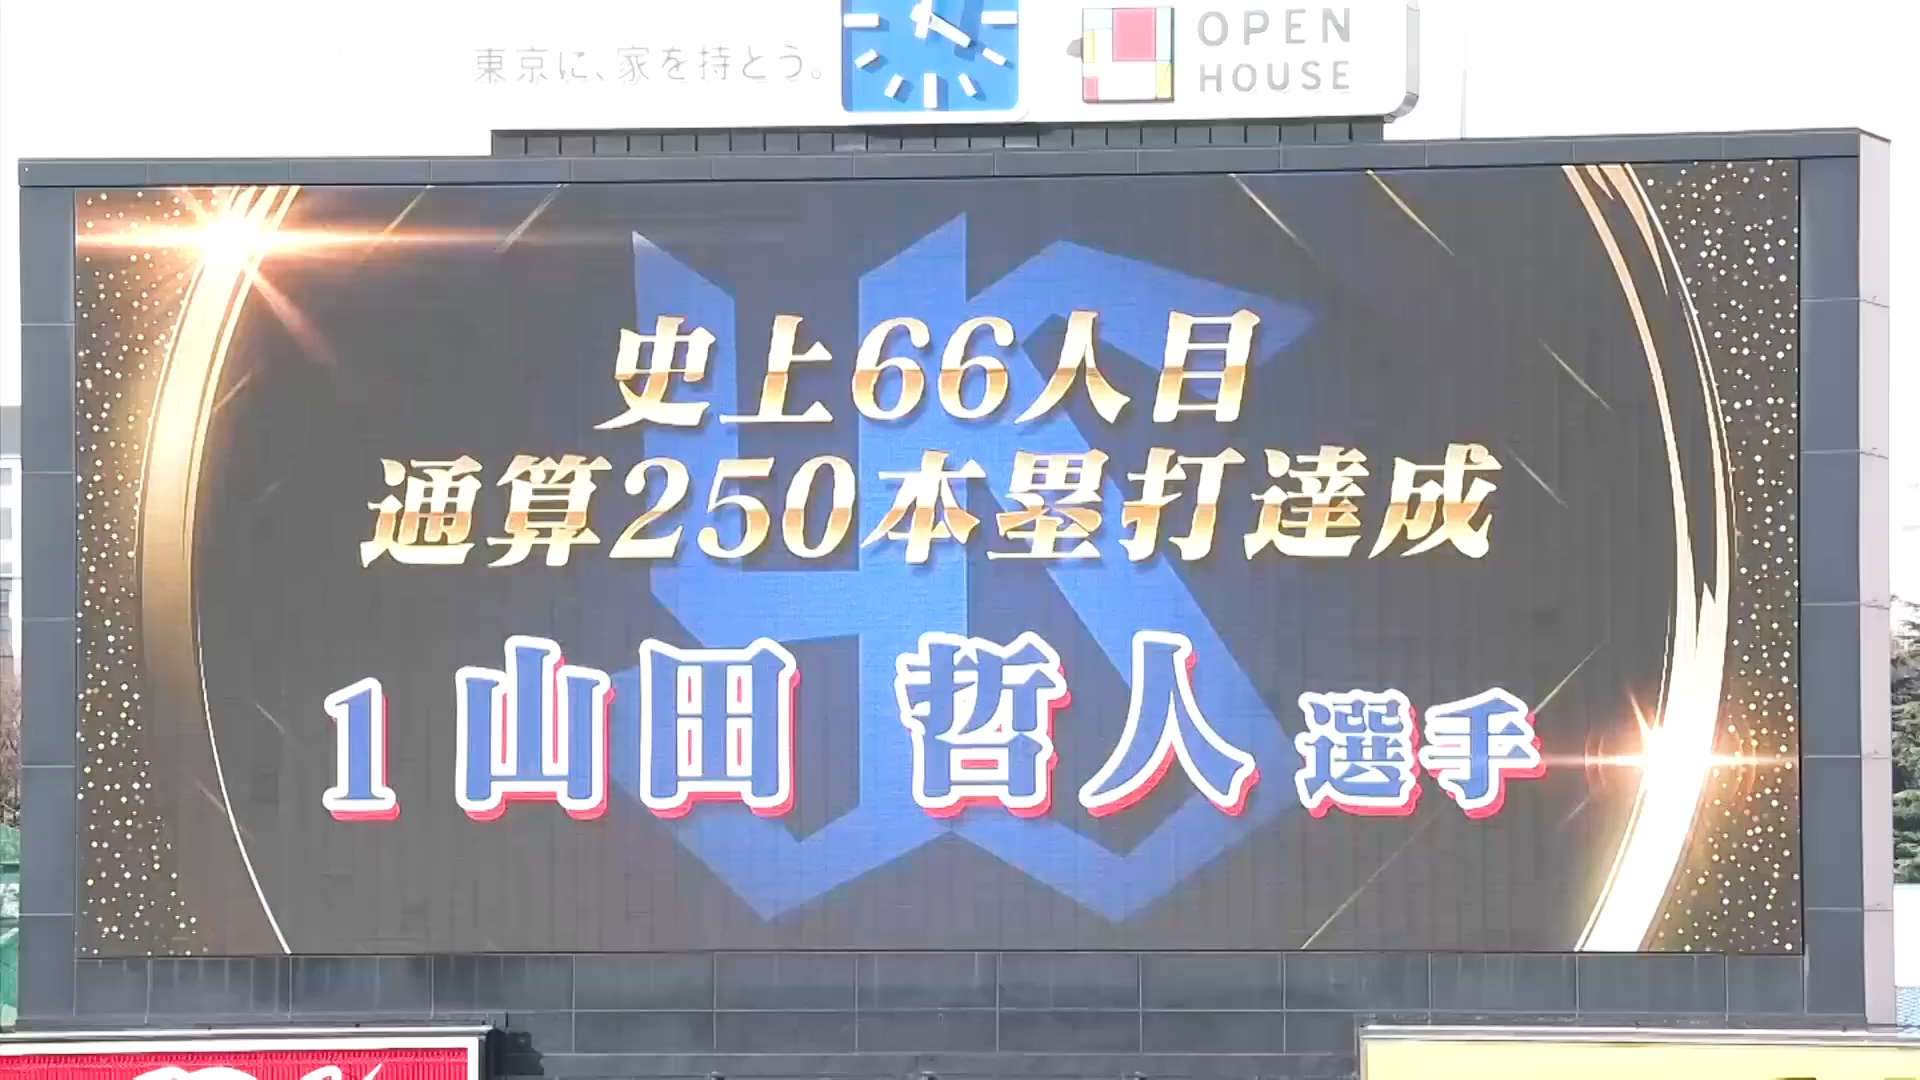 東京に、家を持とう。
OPEN
HOUSE
史上66人目
通算250本塁打達成
1 山田 哲人 選手